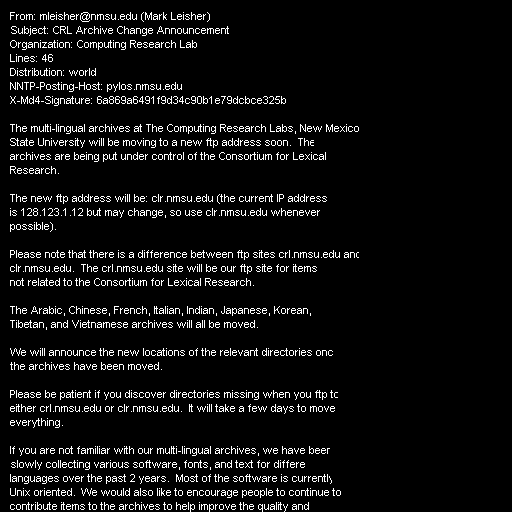 From: mleisher@nmsu.edu (Mark Leisher)
Subject: CRL Archive Change Announcement
Organization: Computing Research Lab
Lines: 46
Distribution: world
NNTP-Posting-Host: pylos.nmsu.edu
X-Md4-Signature: 6a869a6491f9d34c90b1e79dcbce325b

The multi-lingual archives at The Computing Research Labs, New Mexico
State University will be moving to a new ftp address soon.  The
archives are being put under control of the Consortium for Lexical
Research.

The new ftp address will be: clr.nmsu.edu (the current IP address
is 128.123.1.12 but may change, so use clr.nmsu.edu whenever
possible).

Please note that there is a difference between ftp sites crl.nmsu.edu and
clr.nmsu.edu.  The crl.nmsu.edu site will be our ftp site for items
not related to the Consortium for Lexical Research.

The Arabic, Chinese, French, Italian, Indian, Japanese, Korean,
Tibetan, and Vietnamese archives will all be moved.

We will announce the new locations of the relevant directories onc
the archives have been moved.

Please be patient if you discover directories missing when you ftp to
either crl.nmsu.edu or clr.nmsu.edu.  It will take a few days to move
everything.

If you are not familiar with our multi-lingual archives, we have been
slowly collecting various software, fonts, and text for differe
languages over the past 2 years.  Most of the software is currently
Unix oriented.  We would also like to encourage people to continue to
contribute items to the archives to help improve the quality and